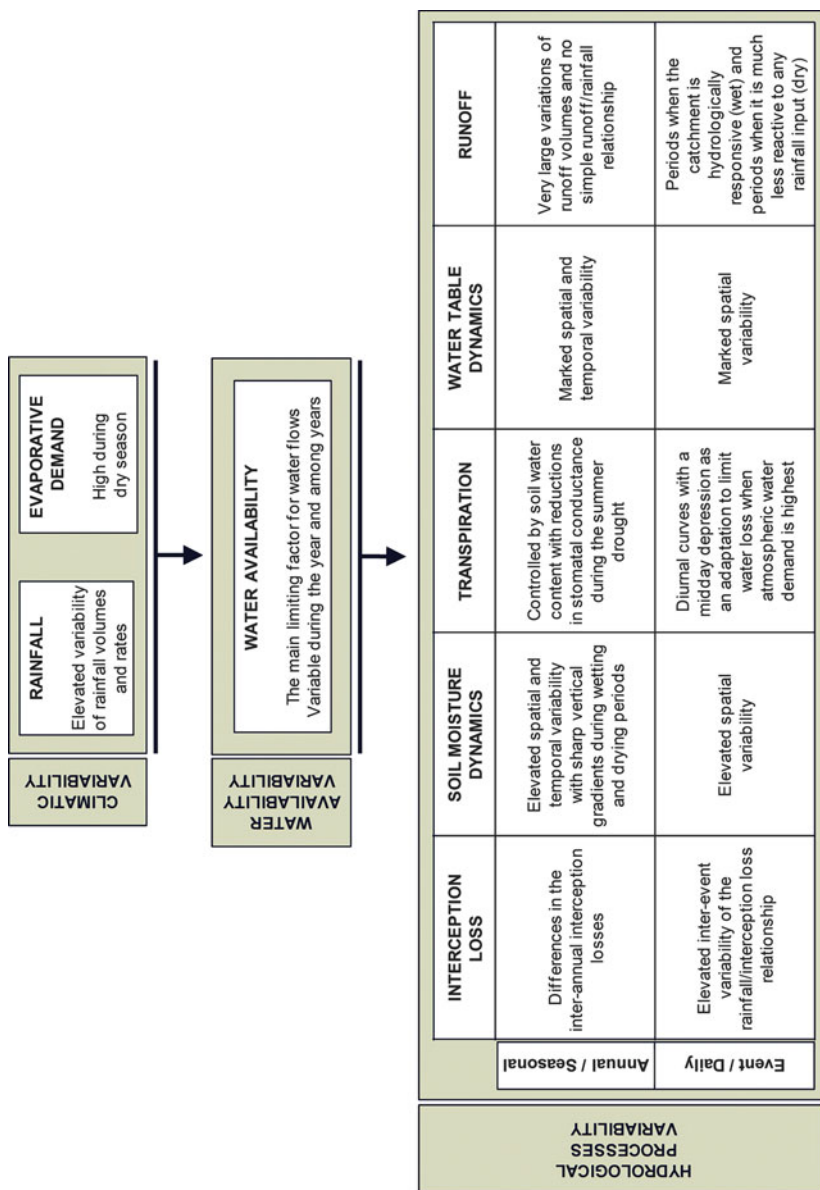 CLIMATIC
VARIABILITY
RAINFALL
Elevated variability
of rainfall volumes
and rates
EVAPORATIVE
DEMAND
High during
dry season
WATER
AVAILABILITY
VARIABILITY
WATER AVAILABILITY
The main limiting factor for water flows
Variable during the year and among years
HYDROLOGICAL
PROCESSES
VARIABILITY
INTERCEPTION
LOSS
SOIL MOISTURE
DYNAMICS
TRANSPIRATION
WATER TABLE
DYNAMICS
RUNOFF
Annual / Seasonal
Differences in the
inter-annual interception
losses
Elevated spatial and
temporal variability
with sharp vertical
gradients during wetting
and drying periods
Controlled by soil water
content with reductions
in stomatal conductance
during the summer
drought
Marked spatial and
temporal variability
Very large variations of
runoff volumes and no
simple runoff/rainfall
relationship
Event / Daily
Elevated inter-event
variability of the
rainfall/interception loss
relationship
Elevated spatial
variability
Diurnal curves with a
midday depression as
an adaptation to limit
water loss when
atmospheric water
demand is highest
Marked spatial
variability
Periods when the
catchment is
hydrologically
responsive (wet) and
periods when it is much
less reactive to any
rainfall input (dry)